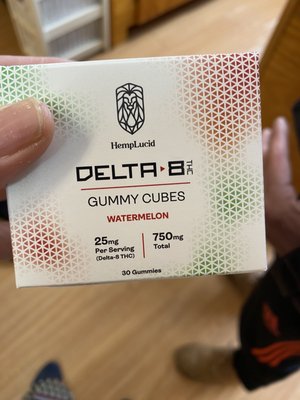 HempLucid
DELTA▸8 THC
GUMMY CUBES
WATERMELON
25mg
Per Serving
(Delta-8 THC)
750mg
Total
30 Gummies